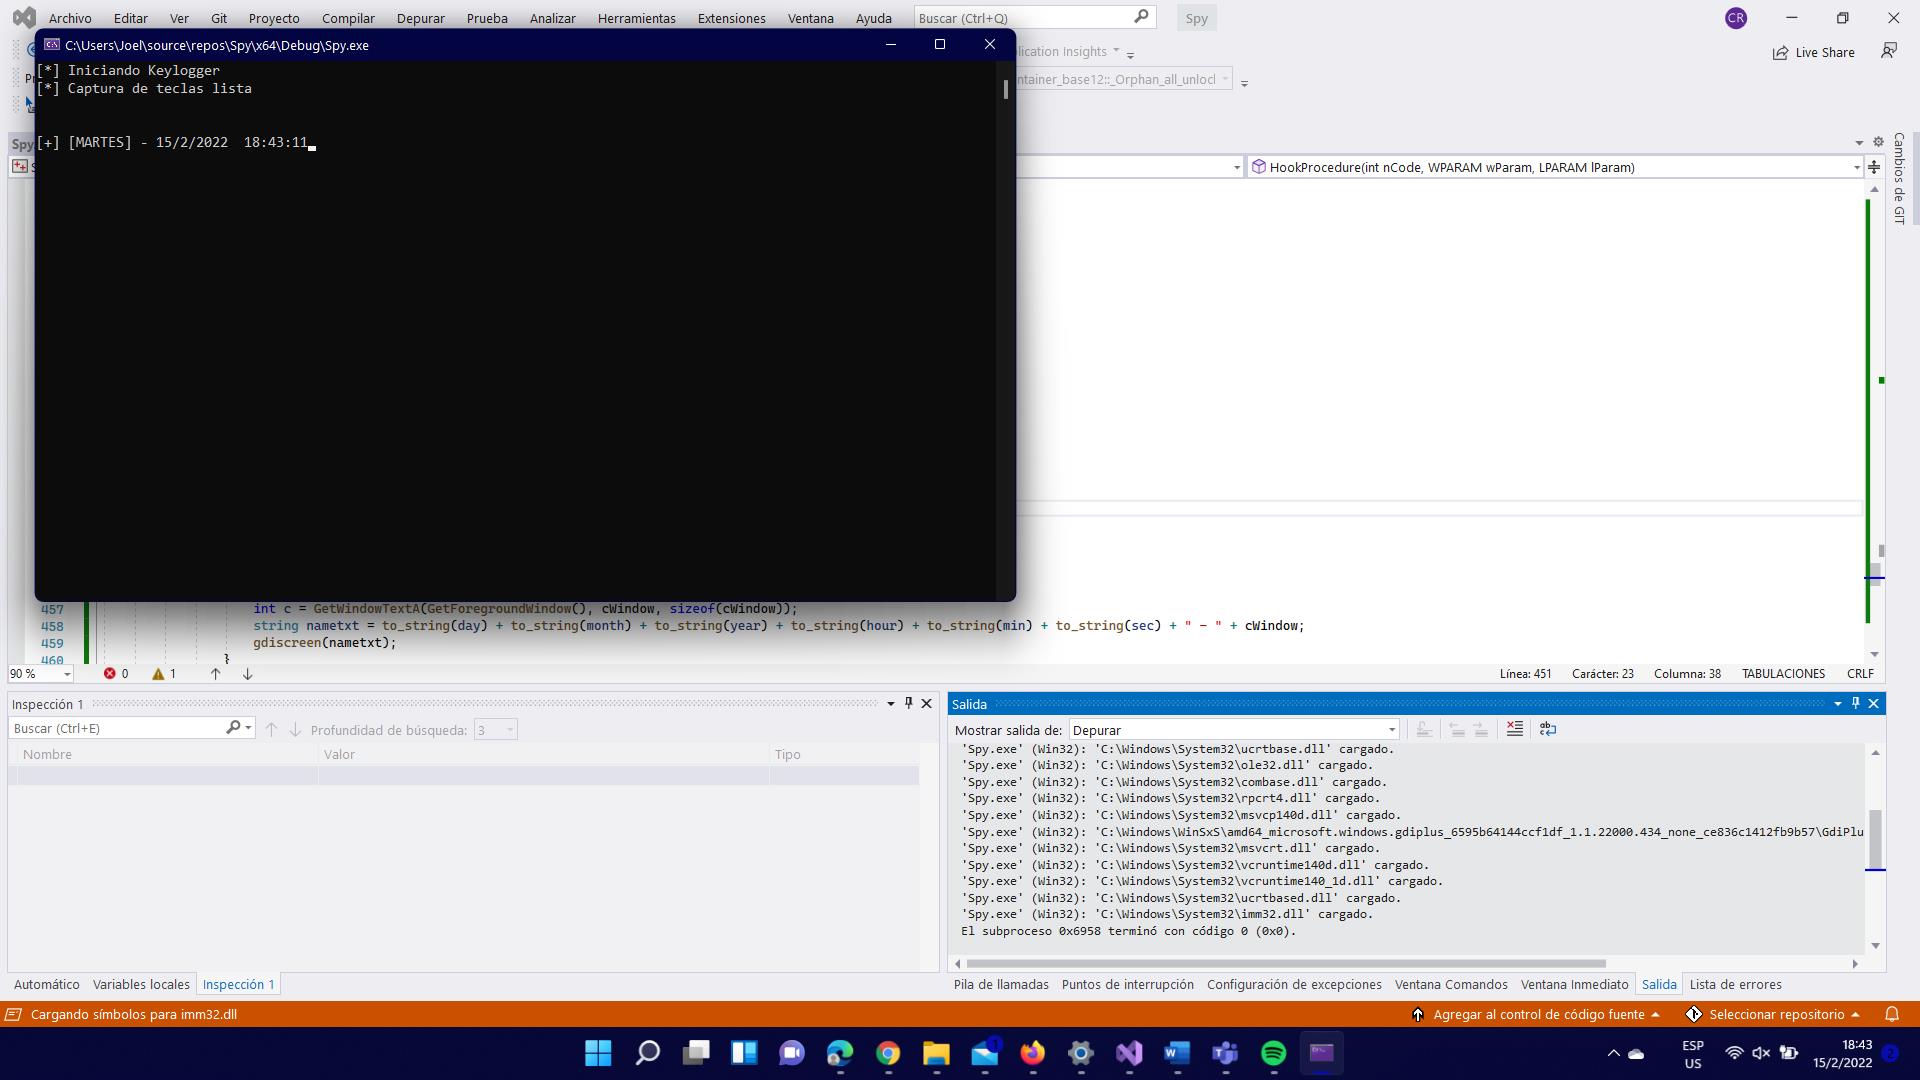 Archivo Editar Ver Git Proyecto Compilar Depurar Prueba Analizar Herramientas Extensiones Ventana Ayuda Buscar (Ctrl+Q) Spy CR
C:\Users\Joel\source\repos\Spy\x64\Debug\Spy.exe
Insights
Live Share
[*] Iniciando Keylogger
[*] Captura de teclas lista
ntainer_base12::_Orphan_all_unlocl
[+] [MARTES] - 15/2/2022 18:43:11
Spy
Cambios de GIT
HookProcedure(int nCode, WPARAM wParam, LPARAM lParam)
457 int c = GetWindowTextA(GetForegroundWindow(), cWindow, sizeof(cWindow));
458 string nametxt = to_string(day) + to_string(month) + to_string(year) + to_string(hour) + to_string(min) + to_string(sec) + " - " + cWindow;
459 gdiscreen(nametxt);
460 }
90 % 0 1 Línea: 451 Carácter: 23 Columna: 38 TABULACIONES CRLF
Inspección 1
Buscar (Ctrl+E) Profundidad de búsqueda: 3
Nombre Valor Tipo
Salida
Mostrar salida de: Depurar
'Spy.exe' (Win32): 'C:\Windows\System32\ucrtbase.dll' cargado.
'Spy.exe' (Win32): 'C:\Windows\System32\ole32.dll' cargado.
'Spy.exe' (Win32): 'C:\Windows\System32\combase.dll' cargado.
'Spy.exe' (Win32): 'C:\Windows\System32\rpcrt4.dll' cargado.
'Spy.exe' (Win32): 'C:\Windows\System32\msvcp140d.dll' cargado.
'Spy.exe' (Win32): 'C:\Windows\WinSxS\amd64_microsoft.windows.gdiplus_6595b64144ccf1df_1.1.22000.434_none_ce836c1412fb9b57\GdiPlu
'Spy.exe' (Win32): 'C:\Windows\System32\msvcrt.dll' cargado.
'Spy.exe' (Win32): 'C:\Windows\System32\vcruntime140d.dll' cargado.
'Spy.exe' (Win32): 'C:\Windows\System32\vcruntime140_1d.dll' cargado.
'Spy.exe' (Win32): 'C:\Windows\System32\ucrtbased.dll' cargado.
'Spy.exe' (Win32): 'C:\Windows\System32\imm32.dll' cargado.
El subproceso 0x6958 terminó con código 0 (0x0).
Automático Variables locales Inspección 1
Pila de llamadas Puntos de interrupción Configuración de excepciones Ventana Comandos Ventana Inmediato Salida Lista de errores
Cargando símbolos para imm32.dll
Agregar al control de código fuente Seleccionar repositorio
ESP
US
18:43
15/2/2022
2
1